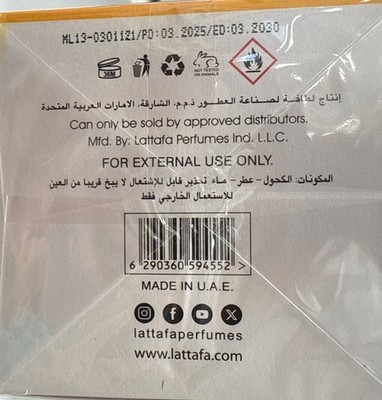 ML13-0301121/PD:03.2025/ED:03.2030
36M
NOT TESTED
ON ANIMALS
إنتاج لطافة لصناعة العطور ذ.م.م. الشارقة، الامارات العربية المتحدة
Can only be sold by approved distributors.
Mfd. By: Lattafa Perfumes Ind. L.L.C.
FOR EXTERNAL USE ONLY.
المكونات: الكحول - عطر - ماء تحذير قابل للإشتعال لا يبخ قريبا من العين
للاستعمال الخارجي فقط
6 290360 594552 >
MADE IN U.A.E.
lattafaperfumes
www.lattafa.com